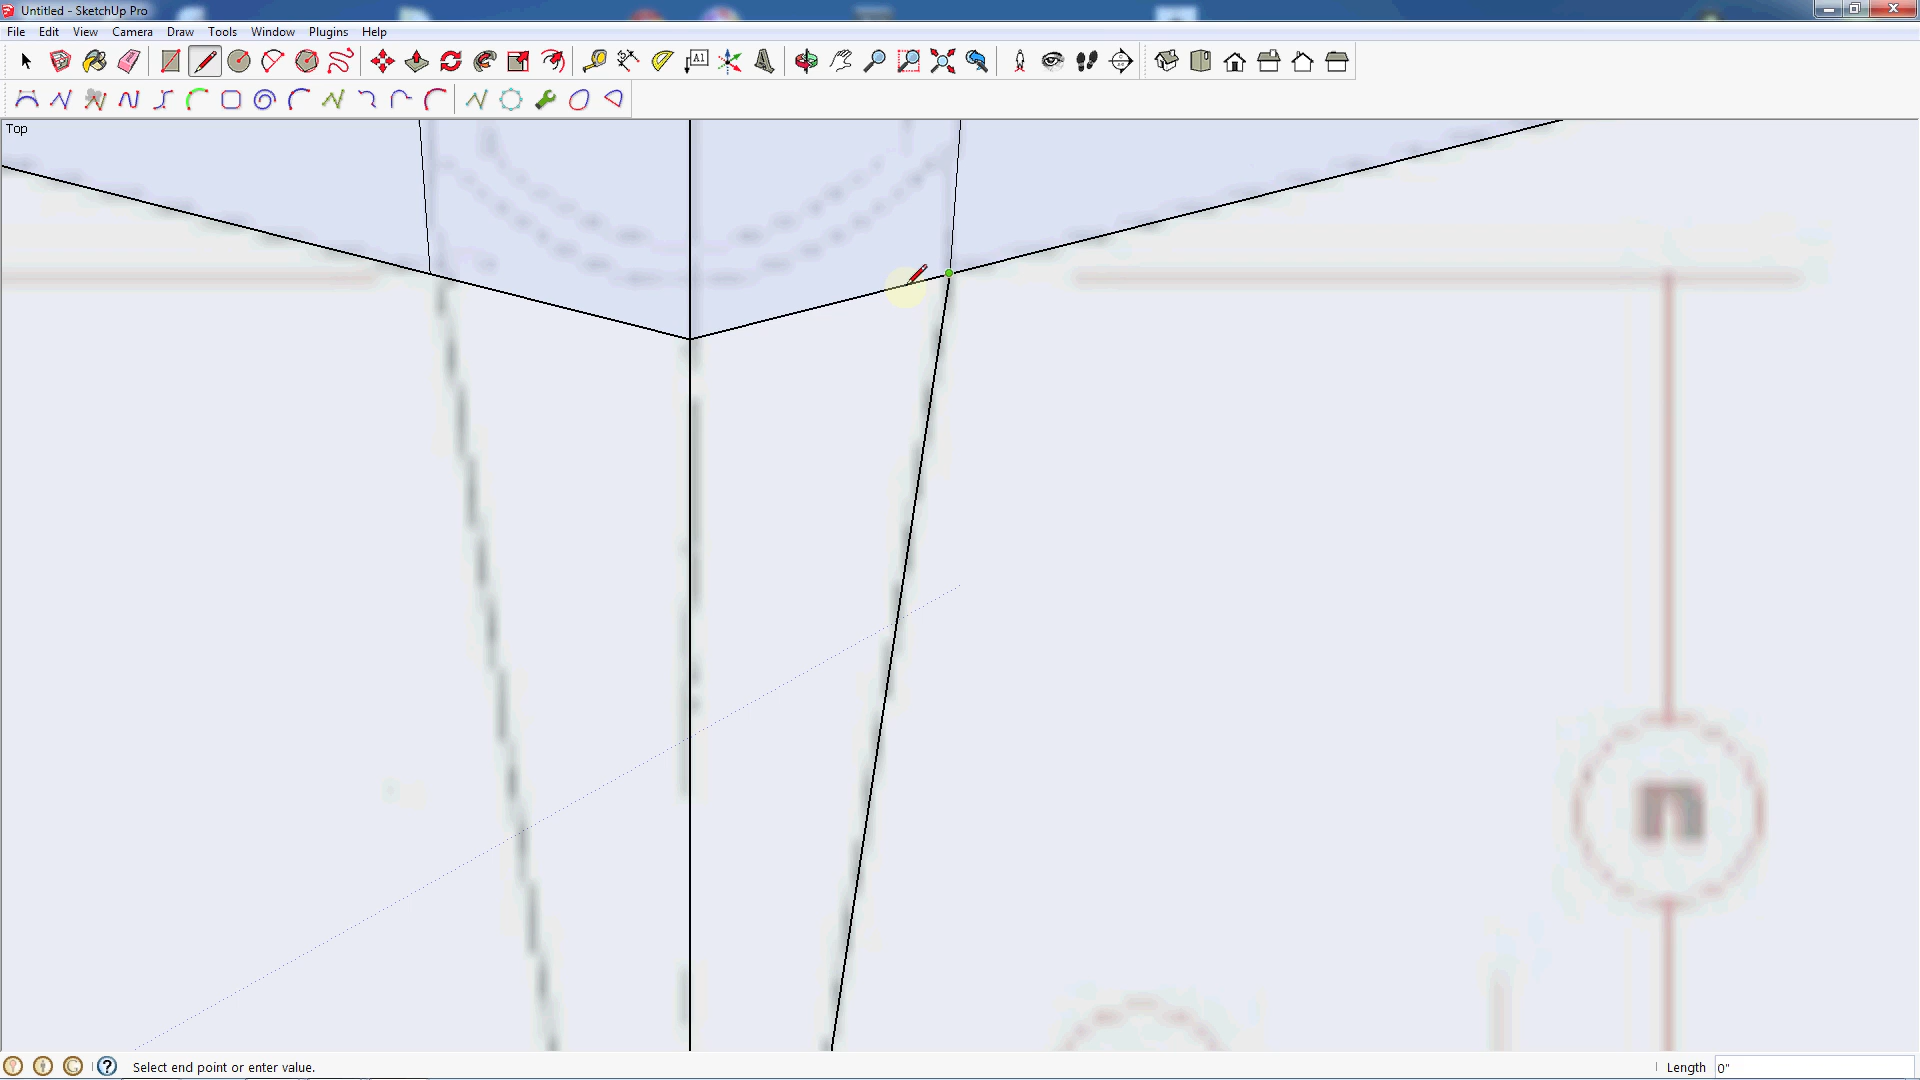 Untitled - SketchUp Pro
File Edit View Camera Draw Tools Window Plugins Help
A1
Top
n
Select end point or enter value.
Length 0"